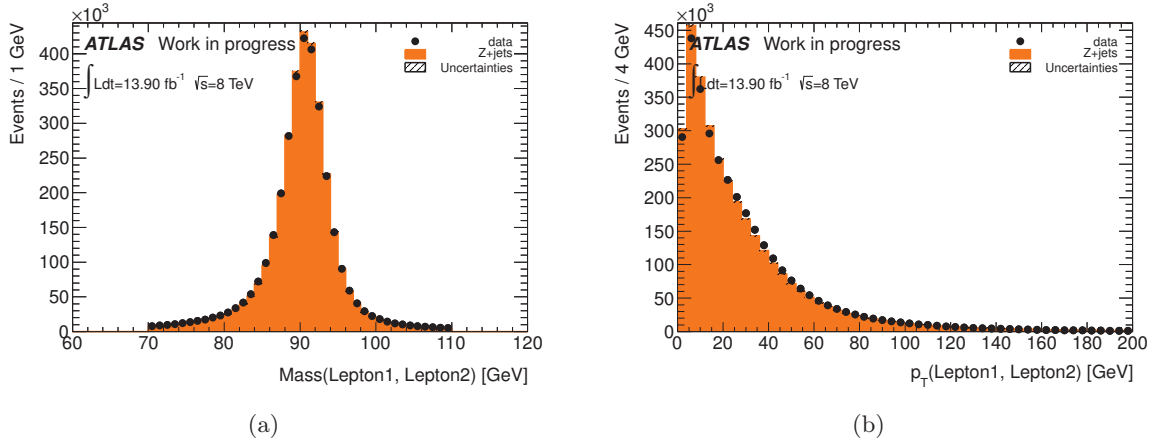 ×10³
ATLAS Work in progress
∫ Ldt=13.90 fb⁻¹ √s=8 TeV
data
Z+jets
Uncertainties
Events / 1 GeV
400
350
300
250
200
150
100
50
0
60 70 80 90 100 110 120
Mass(Lepton1, Lepton2) [GeV]
(a)
×10³
ATLAS Work in progress
∫ Ldt=13.90 fb⁻¹ √s=8 TeV
data
Z+jets
Uncertainties
Events / 4 GeV
450
400
350
300
250
200
150
100
50
0
0 20 40 60 80 100 120 140 160 180 200
p_T(Lepton1, Lepton2) [GeV]
(b)